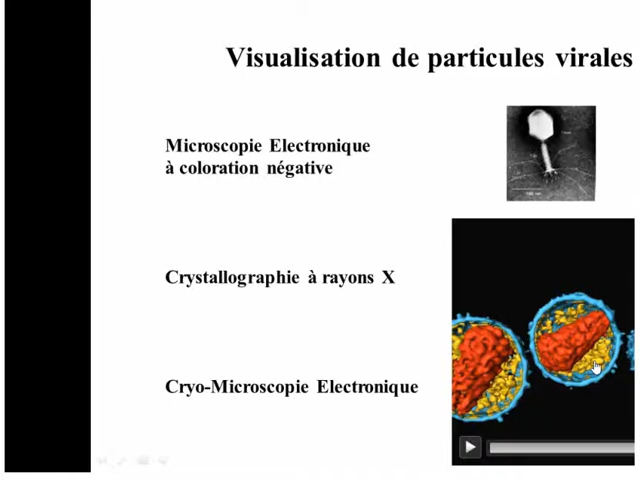 Visualisation de particules virales
Microscopie Electronique
à coloration négative
Crystallographie à rayons X
Cryo-Microscopie Electronique